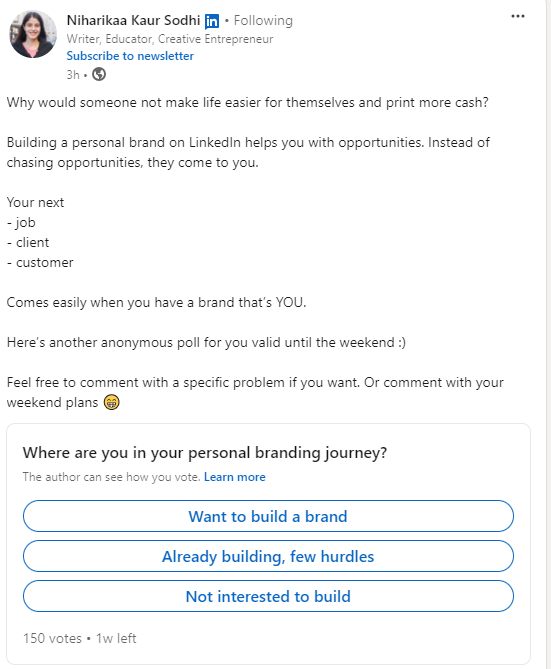 Niharikaa Kaur Sodhi in • Following
Writer, Educator, Creative Entrepreneur
Subscribe to newsletter
3h •
Why would someone not make life easier for themselves and print more cash?
Building a personal brand on LinkedIn helps you with opportunities. Instead of
chasing opportunities, they come to you.
Your next
- job
- client
- customer
Comes easily when you have a brand that's YOU.
Here's another anonymous poll for you valid until the weekend :)
Feel free to comment with a specific problem if you want. Or comment with your
weekend plans 😁
Where are you in your personal branding journey?
The author can see how you vote. Learn more
Want to build a brand
Already building, few hurdles
Not interested to build
150 votes • 1w left